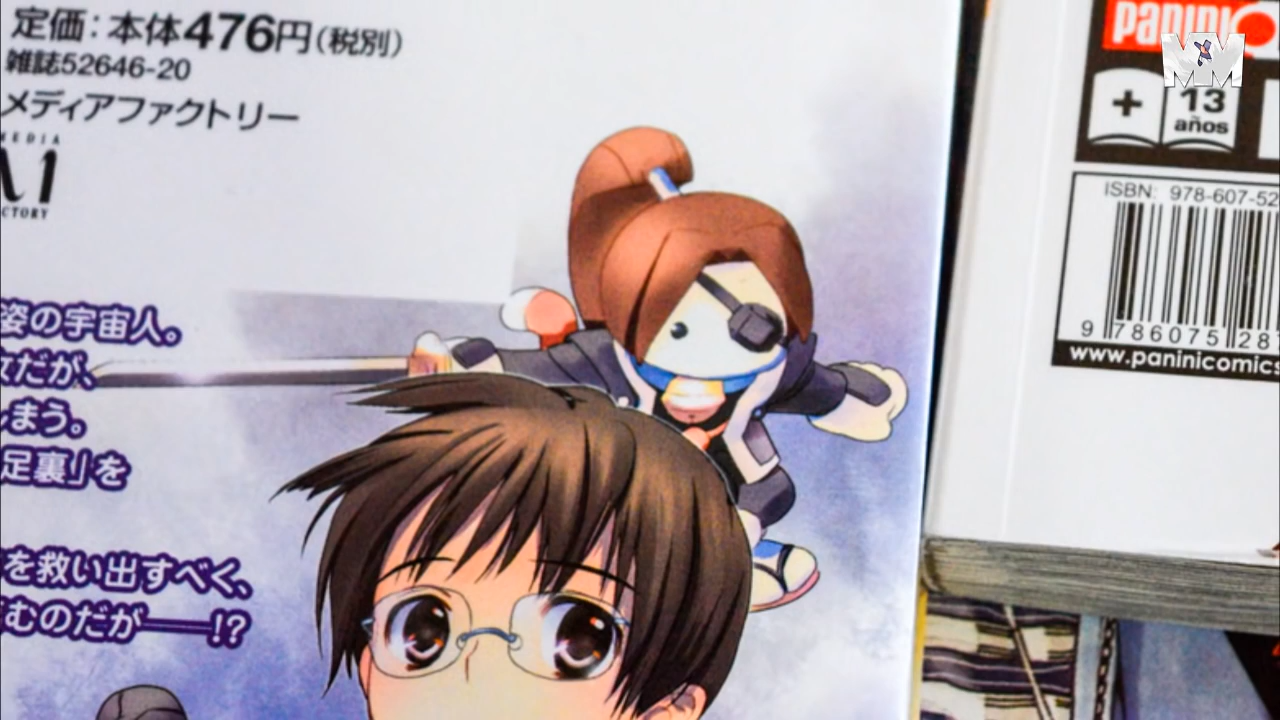 定価:本体476円(税別)
雑誌52646-20
メディアファクトリー
MEDIA
CTORY
姿の宇宙人。
だが、
まう。
足裏」を
を救い出すべく、
むのだが――!?
PANINI
MM
+ 13
años
ISBN: 978-607-52
9 786075 28
www.paninicomics